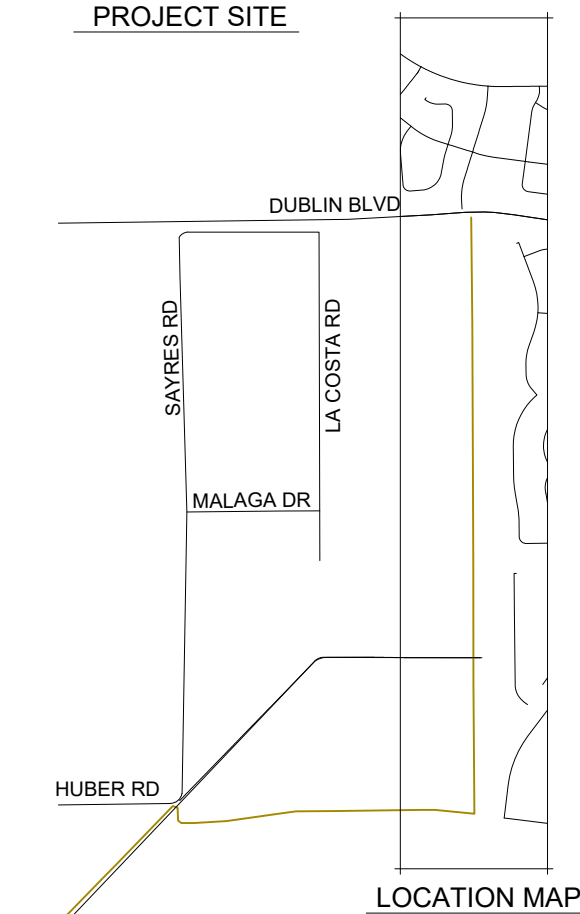 PROJECT SITE
DUBLIN BLVD
SAYRES RD
LA COSTA RD
MALAGA DR
HUBER RD
LOCATION MAP